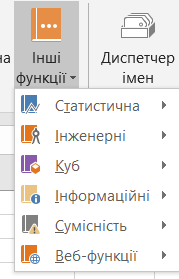 на
Інші
функції
Диспетчер
імен
Статистична
Інженерні
Куб
Інформаційні
Сумісність
Веб-функції